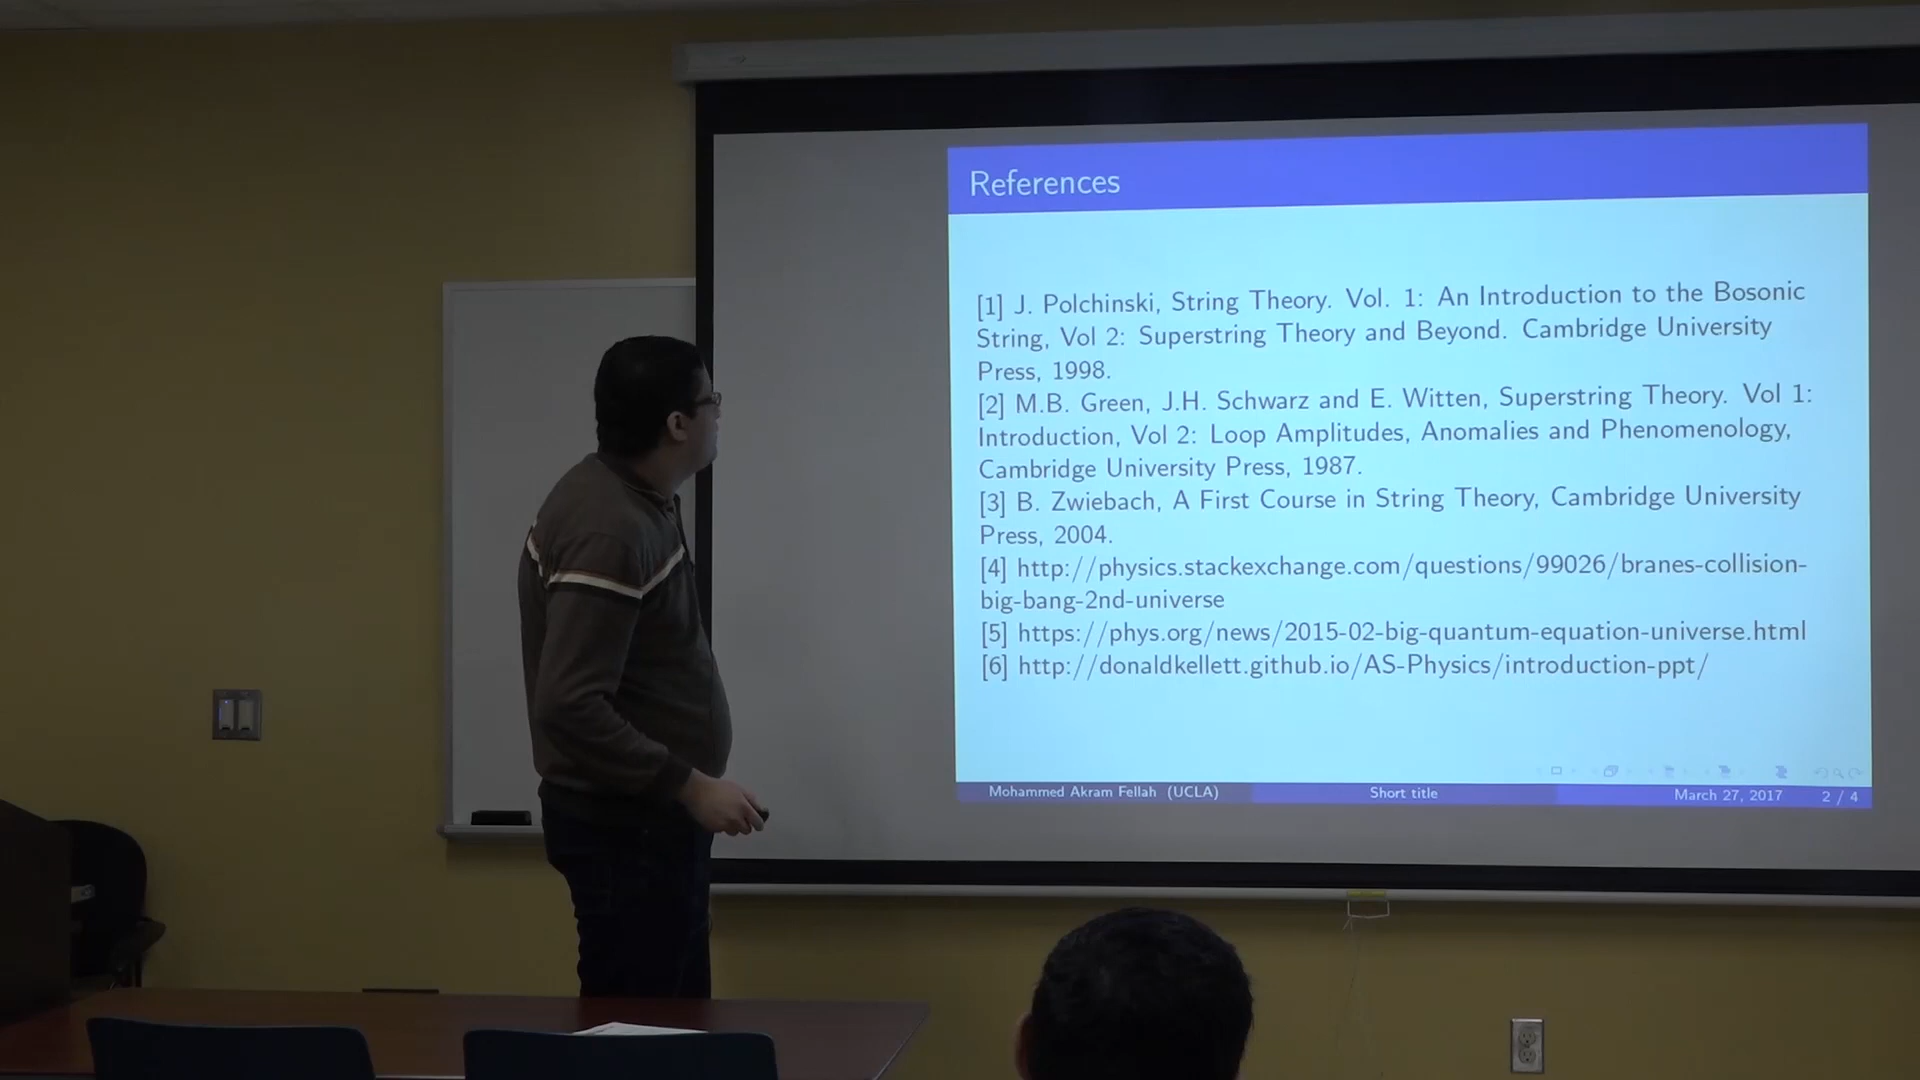 References
[1] J. Polchinski, String Theory. Vol. 1: An Introduction to the Bosonic
String, Vol 2: Superstring Theory and Beyond. Cambridge University
Press, 1998.
[2] M.B. Green, J.H. Schwarz and E. Witten, Superstring Theory. Vol 1:
Introduction, Vol 2: Loop Amplitudes, Anomalies and Phenomenology,
Cambridge University Press, 1987.
[3] B. Zwiebach, A First Course in String Theory, Cambridge University
Press, 2004.
[4] http://physics.stackexchange.com/questions/99026/branes-collision-
big-bang-2nd-universe
[5] https://phys.org/news/2015-02-big-quantum-equation-universe.html
[6] http://donaldkellett.github.io/AS-Physics/introduction-ppt/
Mohammed Akram Fellah (UCLA) Short title March 27, 2017 2 / 4